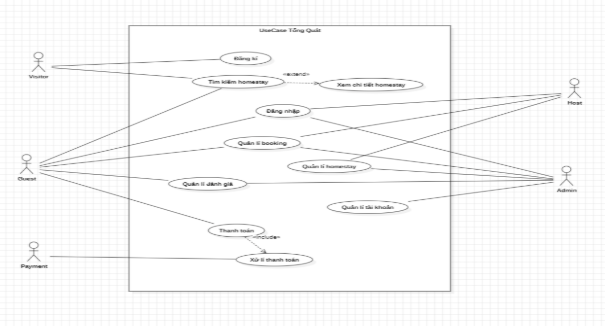 UseCase Tổng Quát
Đăng kí
Visitor
Tìm kiếm homestay
<extend>
Xem chi tiết homestay
Host
Đăng nhập
Quản lí booking
Quản lí homestay
Guest
Quản lí đánh giá
Admin
Quản lí tài khoản
Thanh toán
<include>
Payment
Xử lí thanh toán